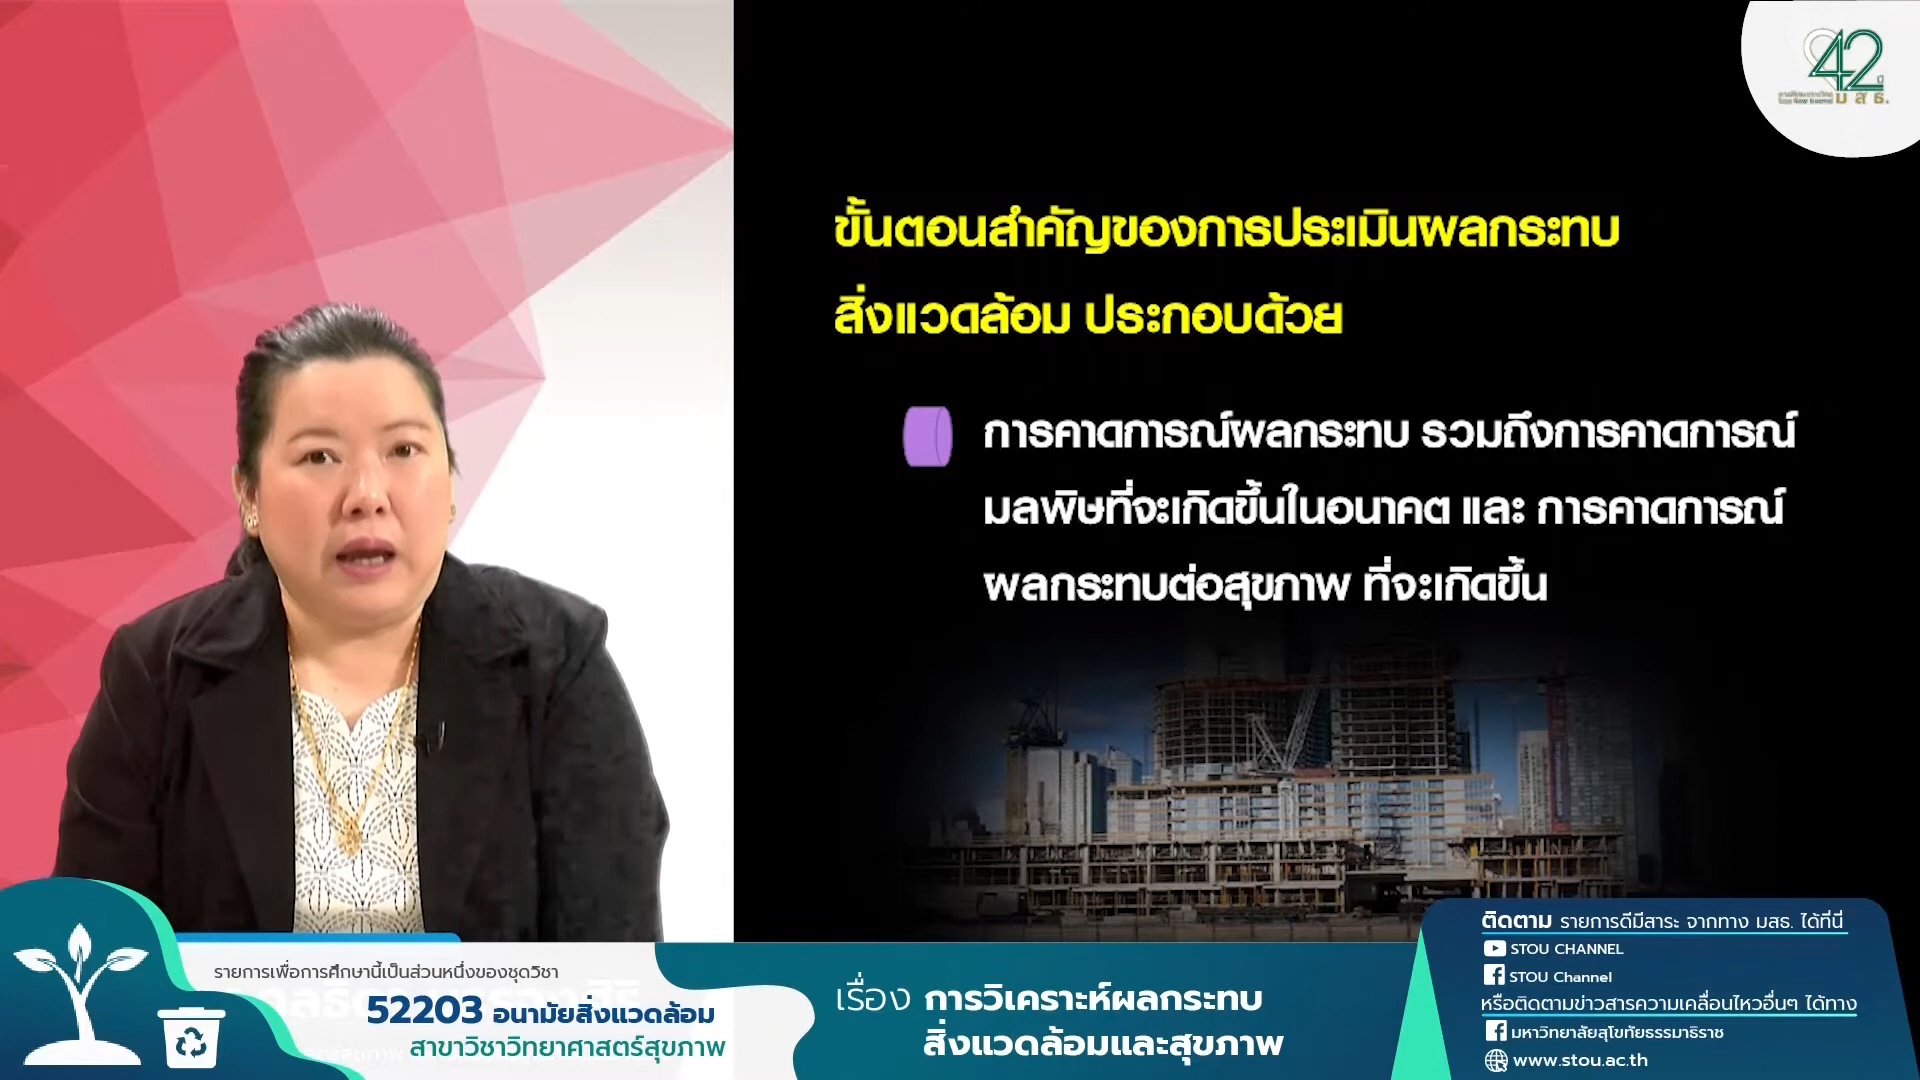 42
ปี
มสธ.
ขั้นตอนสำคัญของการประเมินผลกระทบ
สิ่งแวดล้อม ประกอบด้วย
การคาดการณ์ผลกระทบ รวมถึงการคาดการณ์
มลพิษที่จะเกิดขึ้นในอนาคต และ การคาดการณ์
ผลกระทบต่อสุขภาพ ที่จะเกิดขึ้น
รายการเพื่อการศึกษานี้เป็นส่วนหนึ่งของชุดวิชา
52203 อนามัยสิ่งแวดล้อม
สาขาวิชาวิทยาศาสตร์สุขภาพ
เรื่อง การวิเคราะห์ผลกระทบ
สิ่งแวดล้อมและสุขภาพ
ติดตาม รายการดีมีสาระ จากทาง มสธ. ได้ที่นี่
STOU CHANNEL
STOU Channel
หรือติดตามข่าวสารความเคลื่อนไหวอื่นๆ ได้ทาง
มหาวิทยาลัยสุโขทัยธรรมาธิราช
www.stou.ac.th